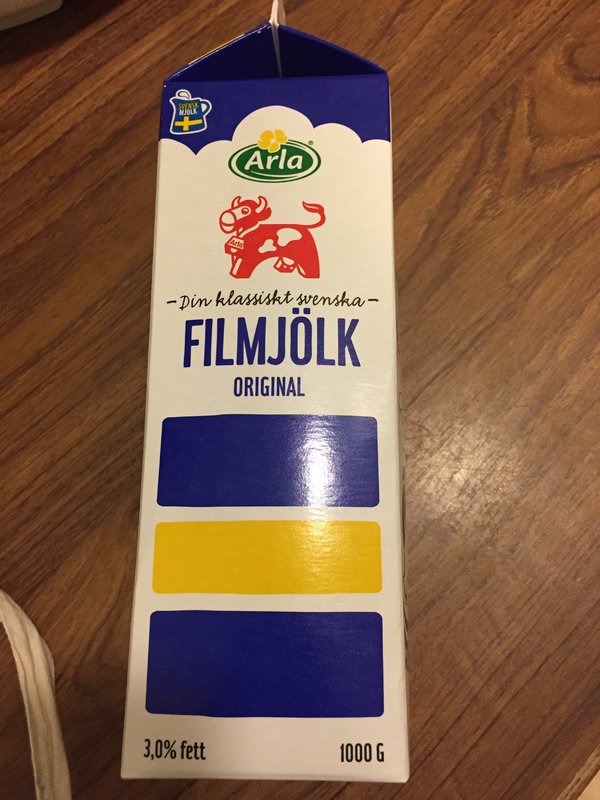 SVENSK
MJÖLK
Arla®
Arla
– Din klassiskt svenska –
FILMJÖLK
ORIGINAL
3,0% fett
1000 G